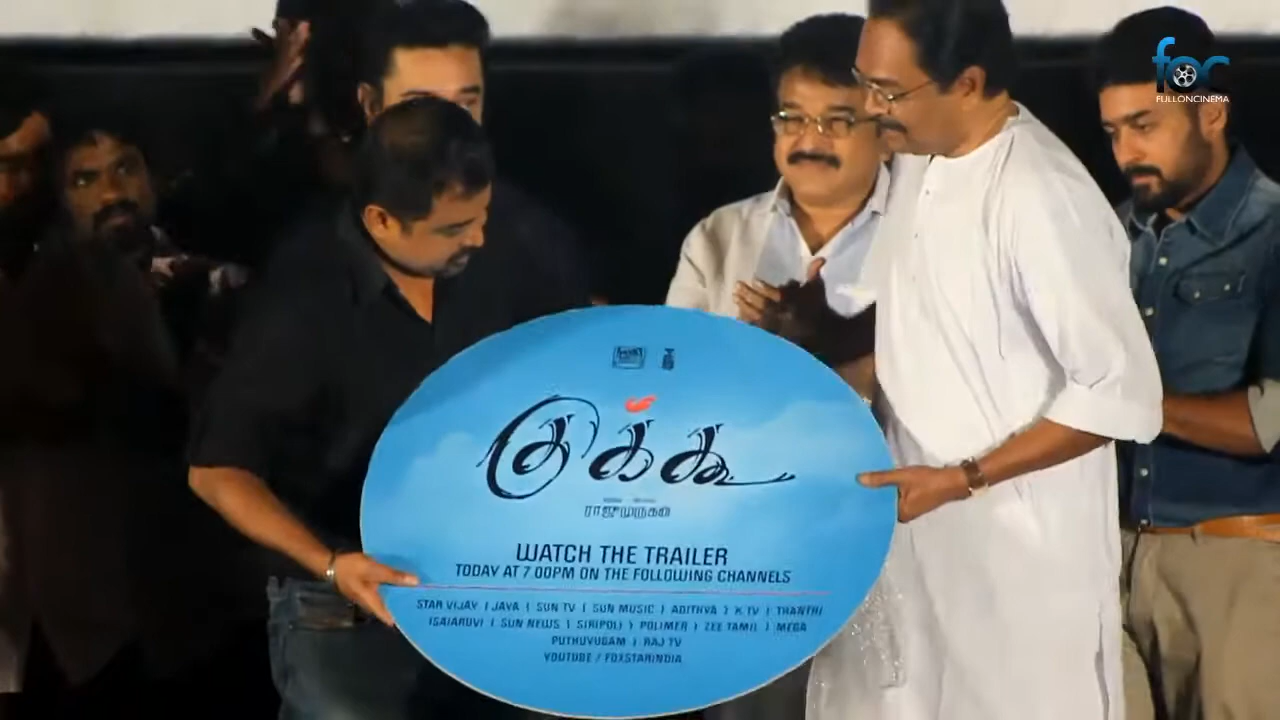 foc
FULLONCINEMA
குக்கூ
ராஜுமுருகன்
WATCH THE TRAILER
TODAY AT 7 00PM ON THE FOLLOWING CHANNELS
STAR VIJAY | JAYA | SUN TV | SUN MUSIC | ADITHYA | K TV | THANTHI
ISAIARUVI | SUN NEWS | SIRIPOLI | POLIMER | ZEE TAMIL | MEGA
PUTHUYUGAM | RAJ TV
YOUTUBE / FOXSTARINDIA